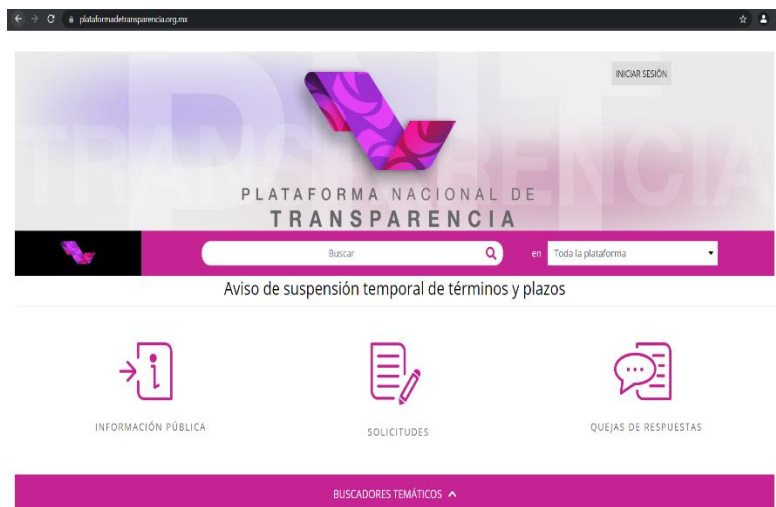 plataformadetransparencia.org.mx
INICIAR SESIÓN
PNT
TRANSPARENCIA
PLATAFORMA NACIONAL DE
TRANSPARENCIA
Buscar
en
Toda la plataforma
Aviso de suspensión temporal de términos y plazos
INFORMACIÓN PÚBLICA
SOLICITUDES
QUEJAS DE RESPUESTAS
BUSCADORES TEMÁTICOS